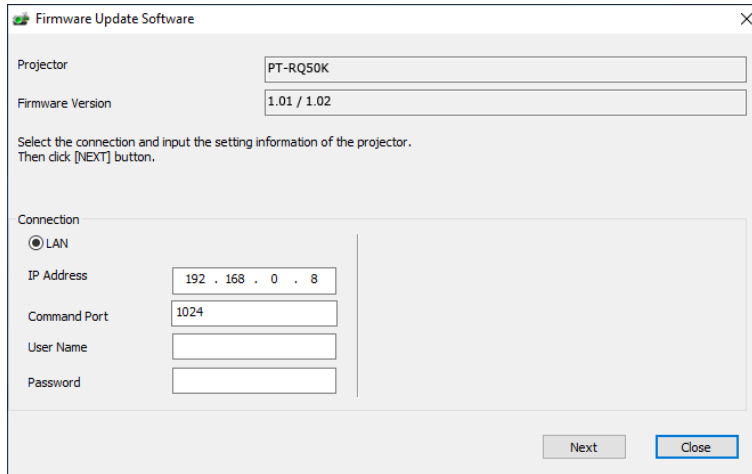 Firmware Update Software
Projector PT-RQ50K
Firmware Version 1.01 / 1.02
Select the connection and input the setting information of the projector.
Then click [NEXT] button.
Connection
LAN
IP Address 192 . 168 . 0 . 8
Command Port 1024
User Name
Password
Next Close